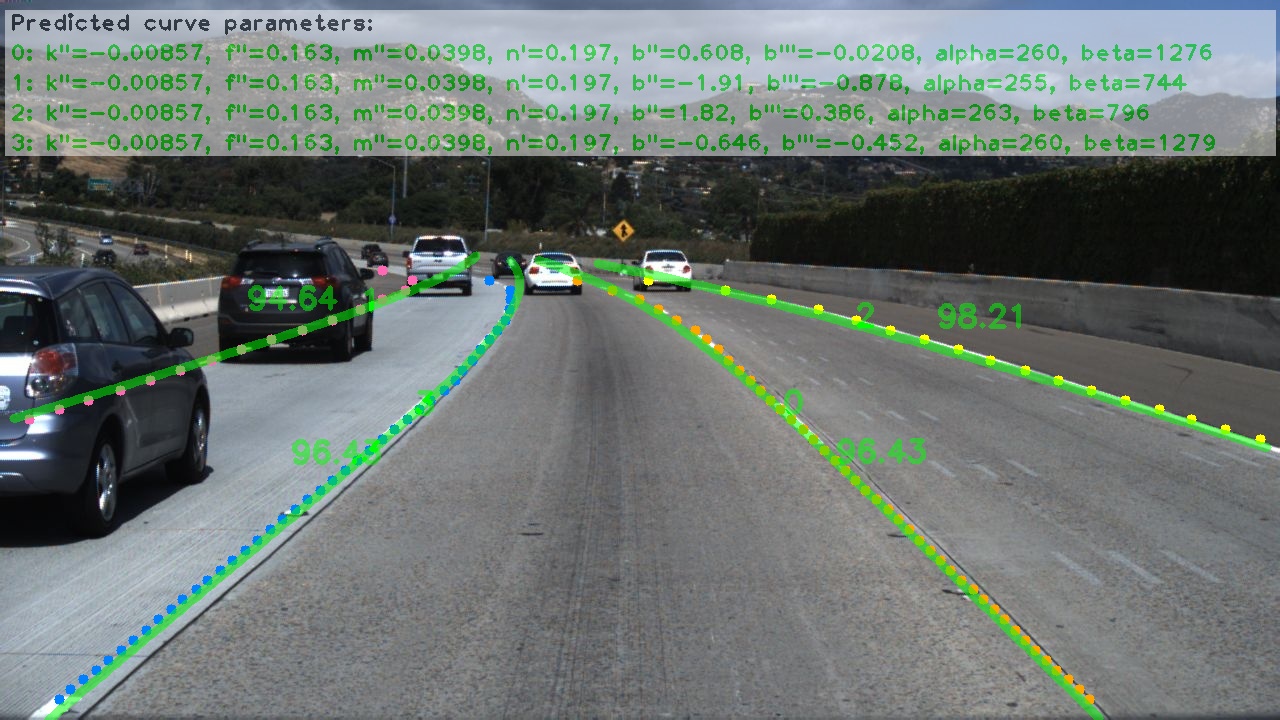 Predicted curve parameters:
0: k''=-0.00857, f''=0.163, m''=0.0398, n'=0.197, b''=0.608, b'''=-0.0208, alpha=260, beta=1276
1: k''=-0.00857, f''=0.163, m''=0.0398, n'=0.197, b''=-1.91, b'''=-0.878, alpha=255, beta=744
2: k''=-0.00857, f''=0.163, m''=0.0398, n'=0.197, b''=1.82, b'''=0.386, alpha=263, beta=796
3: k''=-0.00857, f''=0.163, m''=0.0398, n'=0.197, b''=-0.646, b'''=-0.452, alpha=260, beta=1279
94.64
1
2
98.21
3
0
96.43
96.43